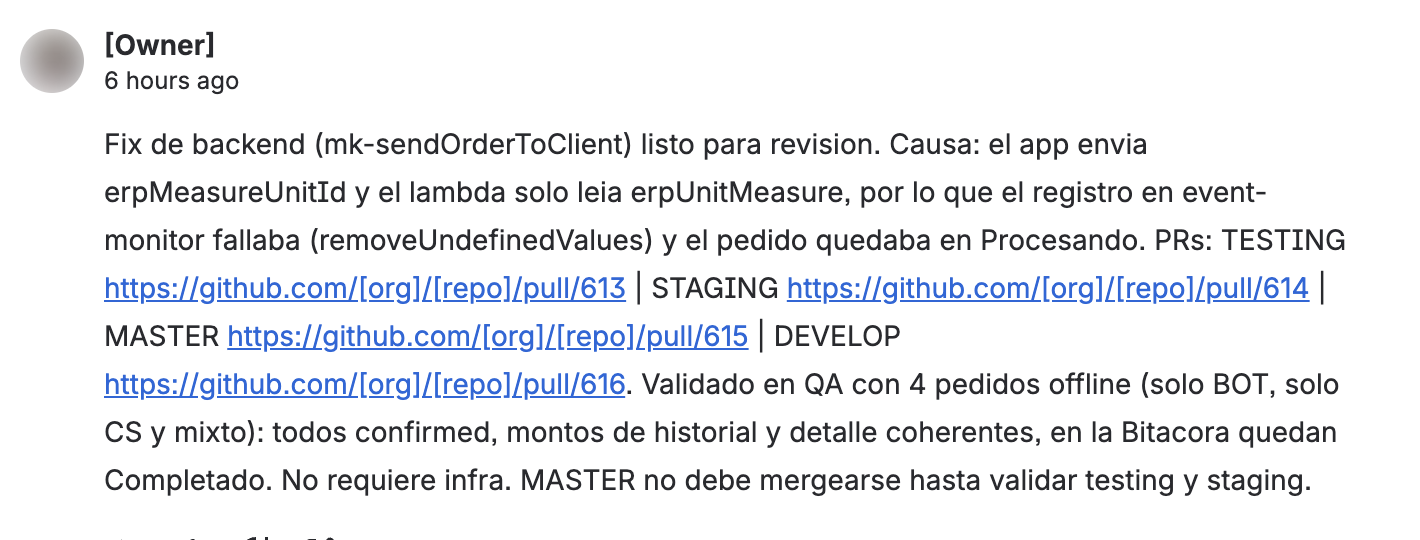 [Owner]
6 hours ago
Fix de backend (mk-sendOrderToClient) listo para revision. Causa: el app envia
erpMeasureUnitId y el lambda solo leia erpUnitMeasure, por lo que el registro en event-
monitor fallaba (removeUndefinedValues) y el pedido quedaba en Procesando. PRs: TESTING
https://github.com/[org]/[repo]/pull/613 | STAGING https://github.com/[org]/[repo]/pull/614 |
MASTER https://github.com/[org]/[repo]/pull/615 | DEVELOP
https://github.com/[org]/[repo]/pull/616. Validado en QA con 4 pedidos offline (solo BOT, solo
CS y mixto): todos confirmed, montos de historial y detalle coherentes, en la Bitacora quedan
Completado. No requiere infra. MASTER no debe mergearse hasta validar testing y staging.